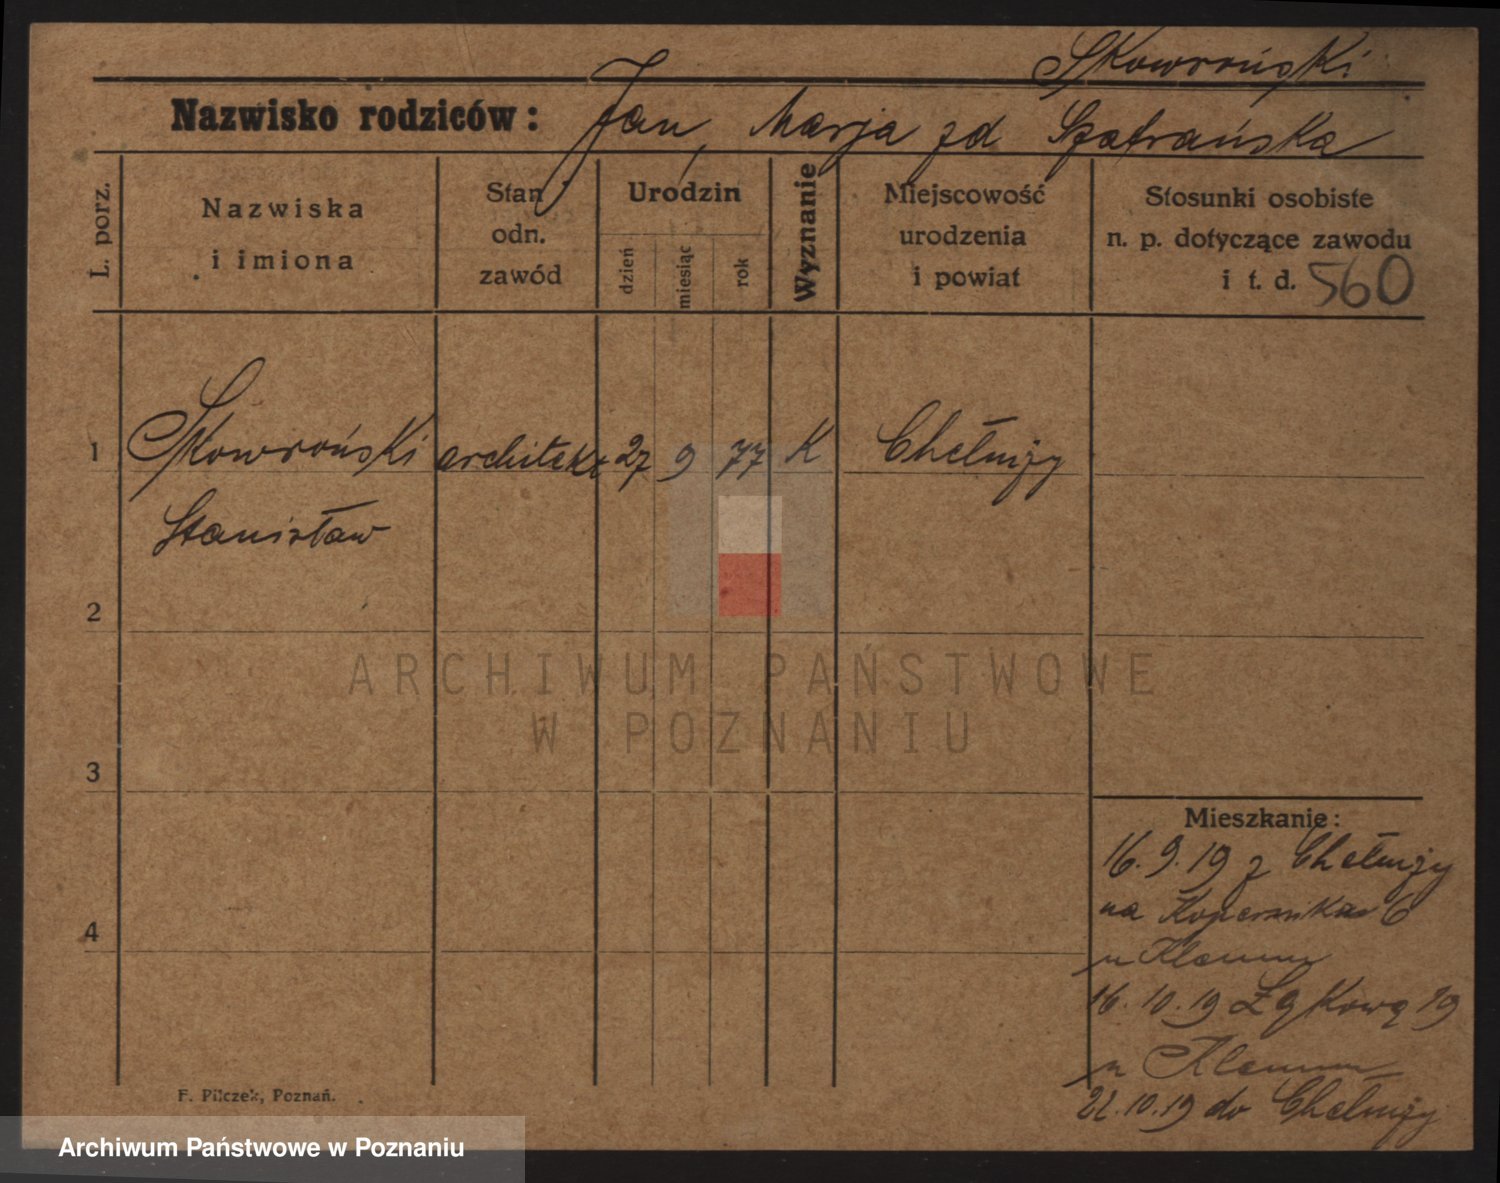 Skowroński
Nazwisko rodziców: Jan, Marja zd Szafrańska
L. porz.
Nazwiska
i imiona
Stan
odn.
zawód
Urodzin
dzień
miesiąc
rok
Wyznanie
Miejscowość
urodzenia
i powiat
Stosunki osobiste
n. p. dotyczące zawodu
i t. d. 560
1 Skowroński architekt 27 9 77 K Chełmży
Stanisław
2
ARCHIWUM PAŃSTWOWE
W POZNANIU
3
Mieszkanie:
16. 9. 19 z Chełmży
na Kopernika 6
4
16. 10. 19 Łąkową 19
22. 10. 19 do Chełmży
F. Pilczek, Poznań.
Archiwum Państwowe w Poznaniu